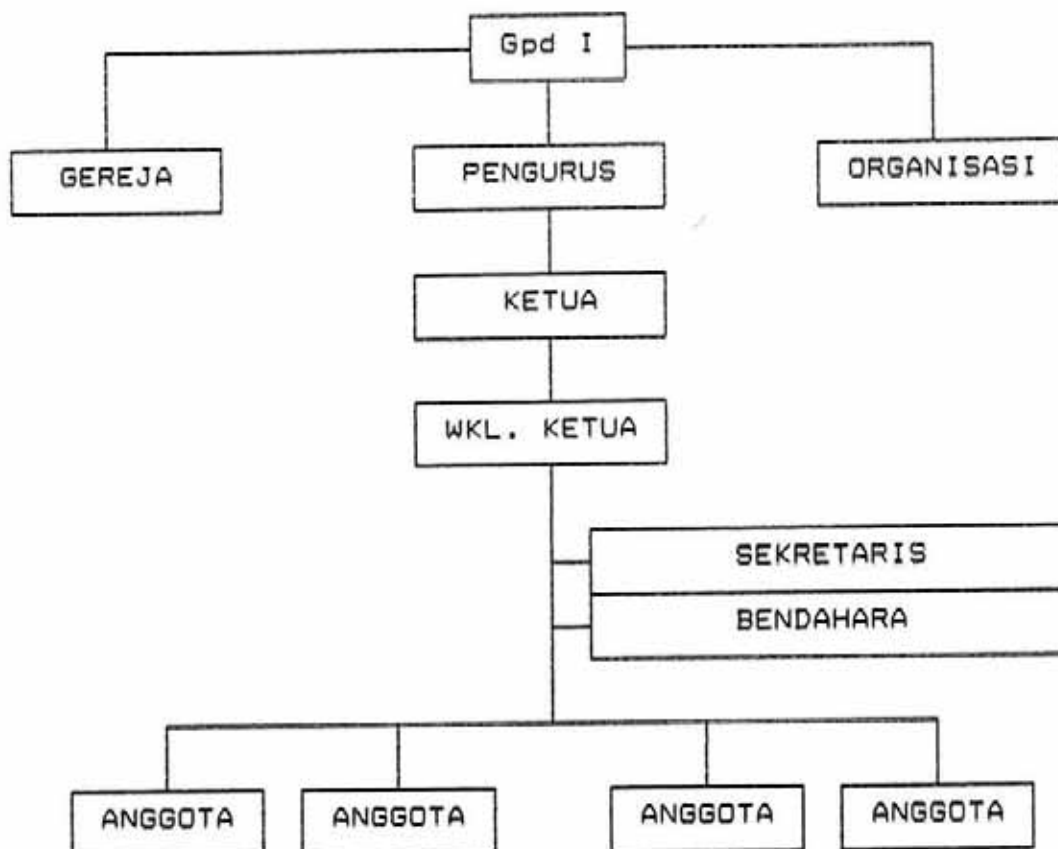 Gpd I
GEREJA
PENGURUS
ORGANISASI
KETUA
WKL. KETUA
SEKRETARIS
BENDAHARA
ANGGOTA
ANGGOTA
ANGGOTA
ANGGOTA